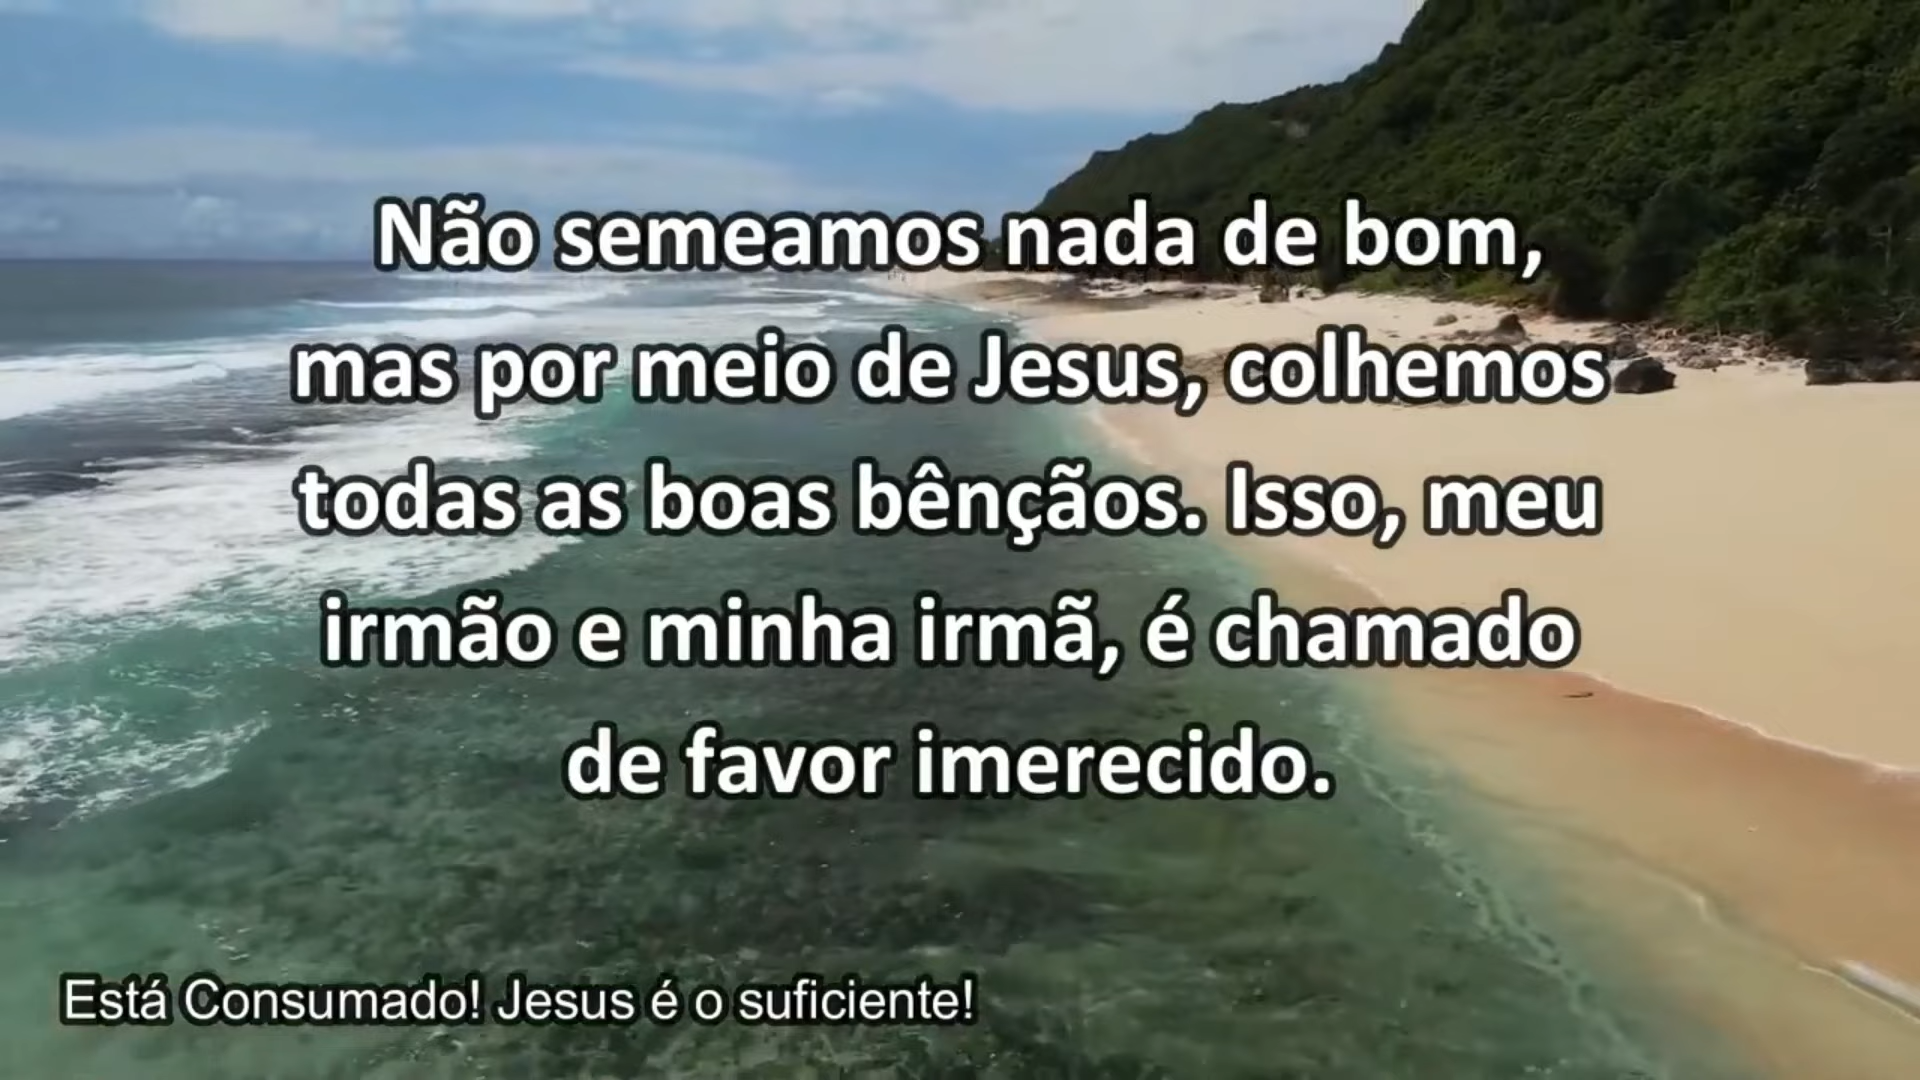 Não semeamos nada de bom,
mas por meio de Jesus, colhemos
todas as boas bênçãos. Isso, meu
irmão e minha irmã, é chamado
de favor imerecido.
Está Consumado! Jesus é o suficiente!